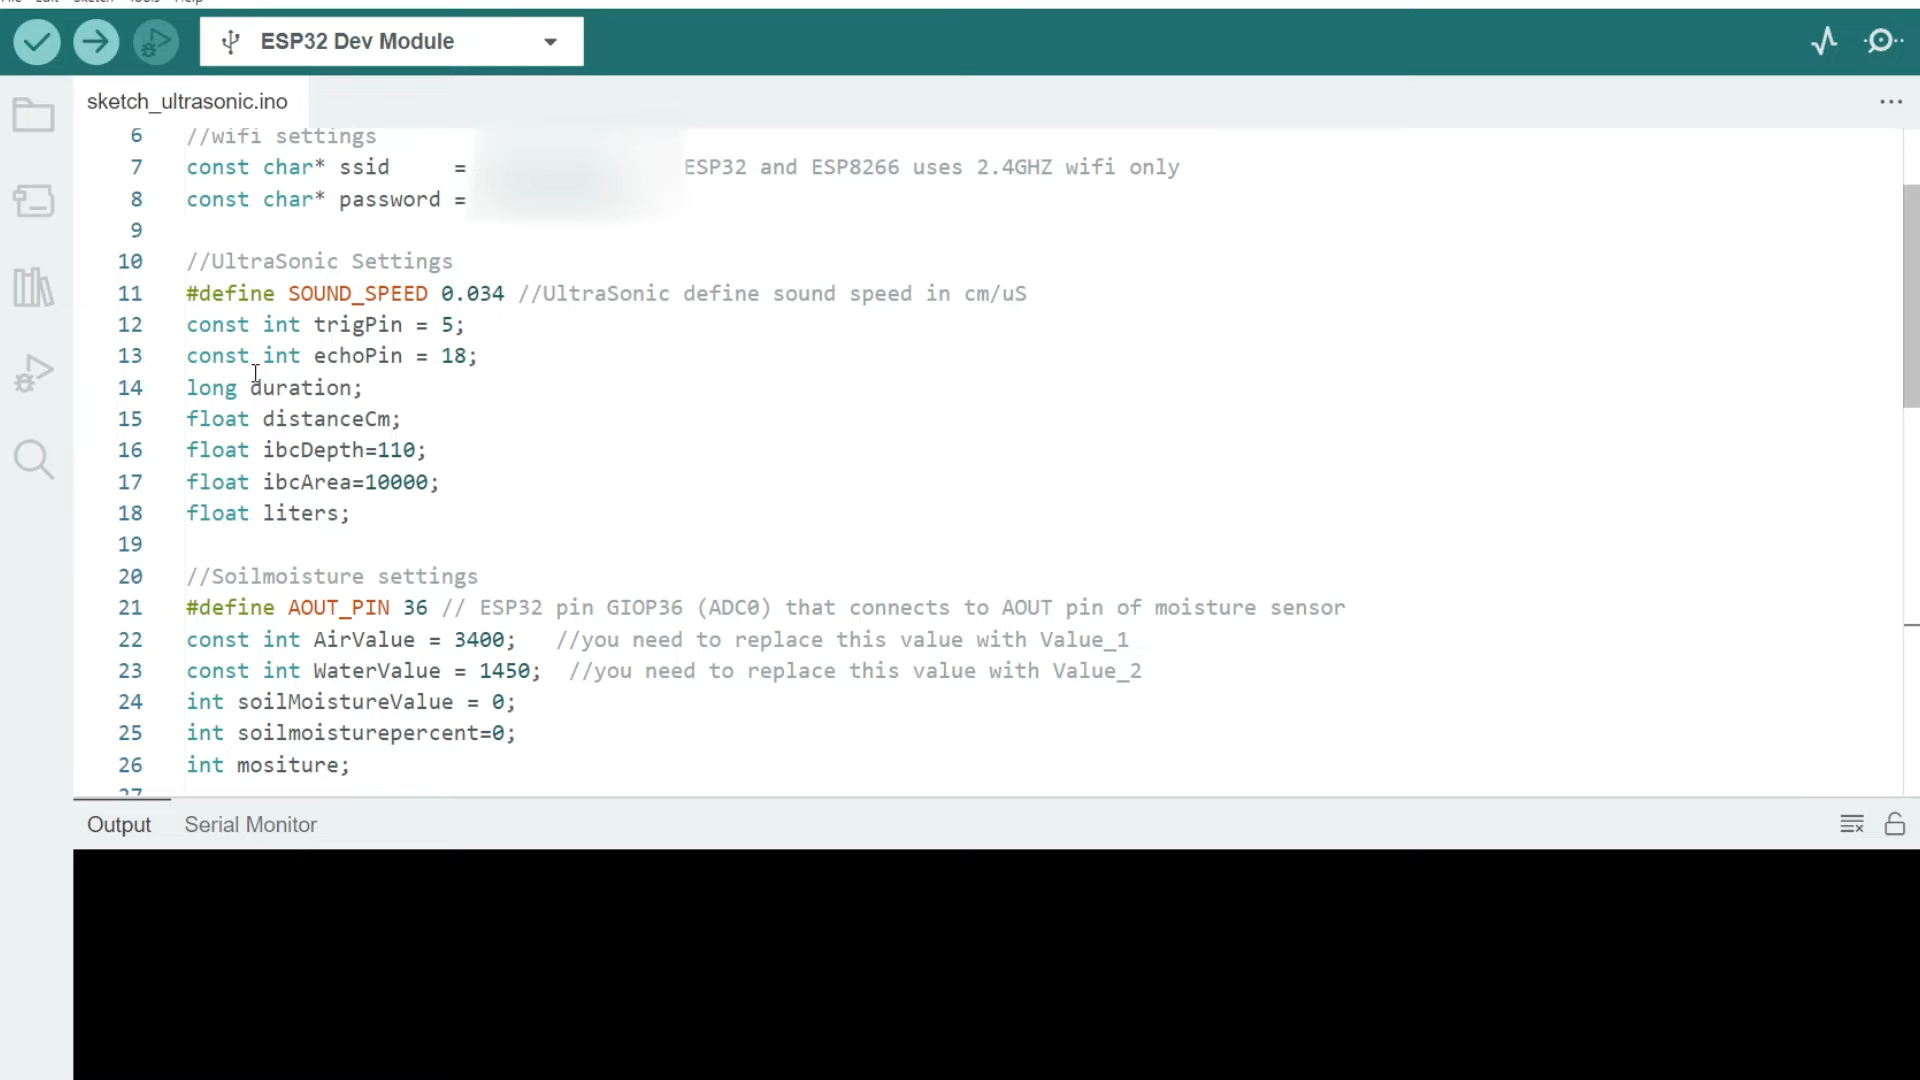 File Edit Sketch Tools Help
ESP32 Dev Module
sketch_ultrasonic.ino
6 //wifi settings
7 const char* ssid = ESP32 and ESP8266 uses 2.4GHZ wifi only
8 const char* password =
9
10 //UltraSonic Settings
11 #define SOUND_SPEED 0.034 //UltraSonic define sound speed in cm/uS
12 const int trigPin = 5;
13 const int echoPin = 18;
14 long duration;
15 float distanceCm;
16 float ibcDepth=110;
17 float ibcArea=10000;
18 float liters;
19
20 //Soilmoisture settings
21 #define AOUT_PIN 36 // ESP32 pin GIOP36 (ADC0) that connects to AOUT pin of moisture sensor
22 const int AirValue = 3400; //you need to replace this value with Value_1
23 const int WaterValue = 1450; //you need to replace this value with Value_2
24 int soilMoistureValue = 0;
25 int soilmoisturepercent=0;
26 int mositure;
27
Output Serial Monitor